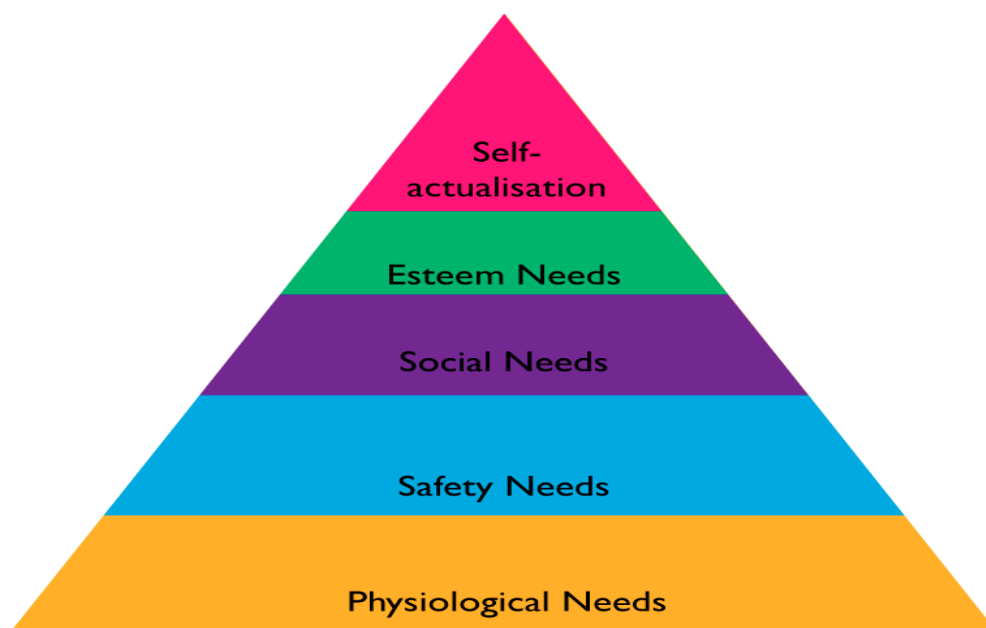 Self-
actualisation
Esteem Needs
Social Needs
Safety Needs
Physiological Needs